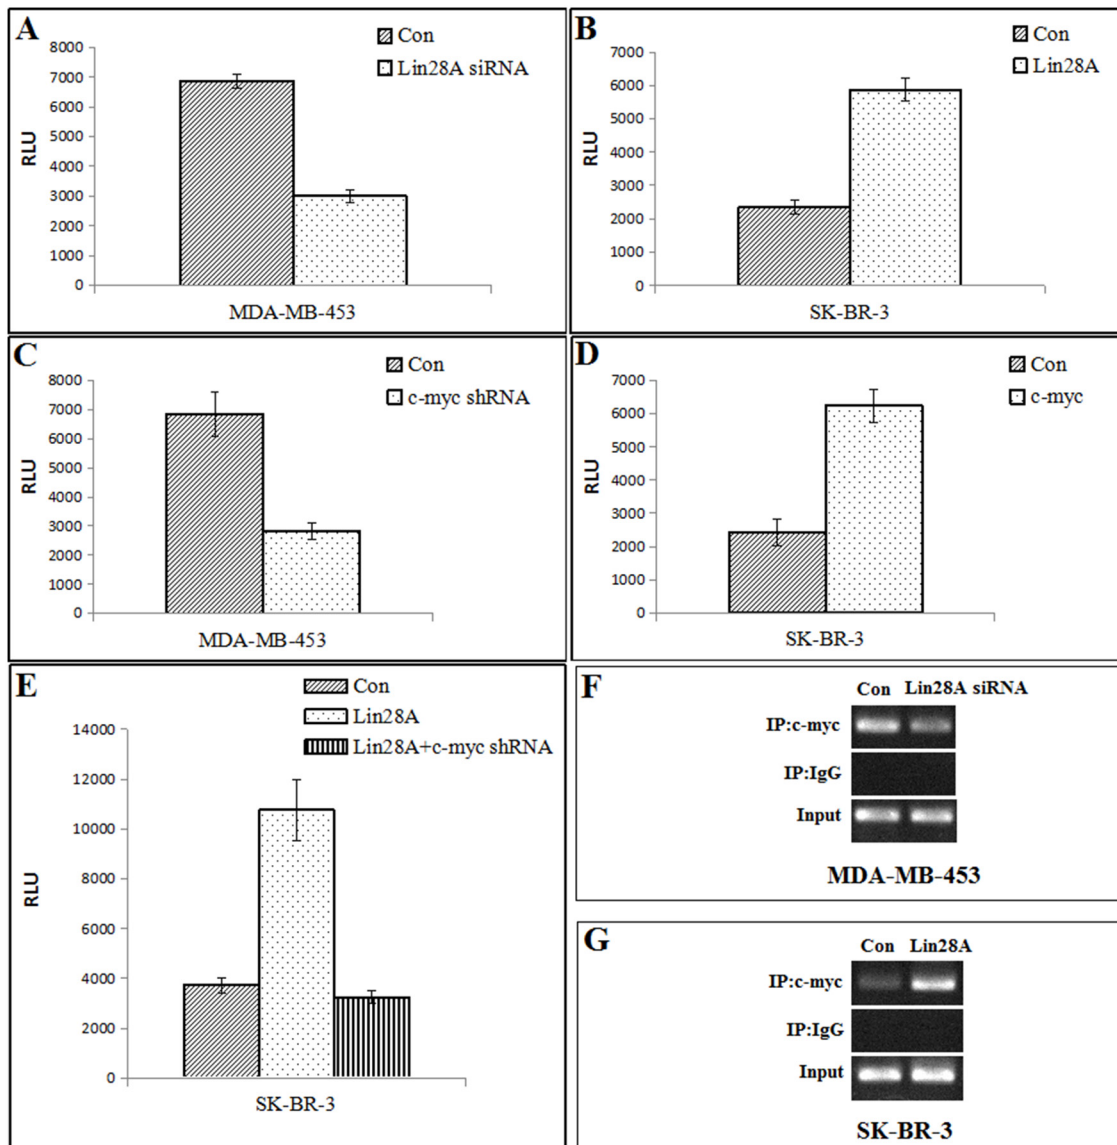 A
Con
Lin28A siRNA
8000
7000
6000
5000
4000
3000
2000
1000
0
RLU
MDA-MB-453
B
Con
Lin28A
7000
6000
5000
4000
3000
2000
1000
0
RLU
SK-BR-3
C
Con
c-myc shRNA
8000
7000
6000
5000
4000
3000
2000
1000
0
RLU
MDA-MB-453
D
Con
c-myc
7000
6000
5000
4000
3000
2000
1000
0
RLU
SK-BR-3
E
Con
Lin28A
Lin28A+c-myc shRNA
14000
12000
10000
8000
6000
4000
2000
0
RLU
SK-BR-3
F
Con Lin28A siRNA
IP:c-myc
IP:IgG
Input
MDA-MB-453
G
Con Lin28A
IP:c-myc
IP:IgG
Input
SK-BR-3